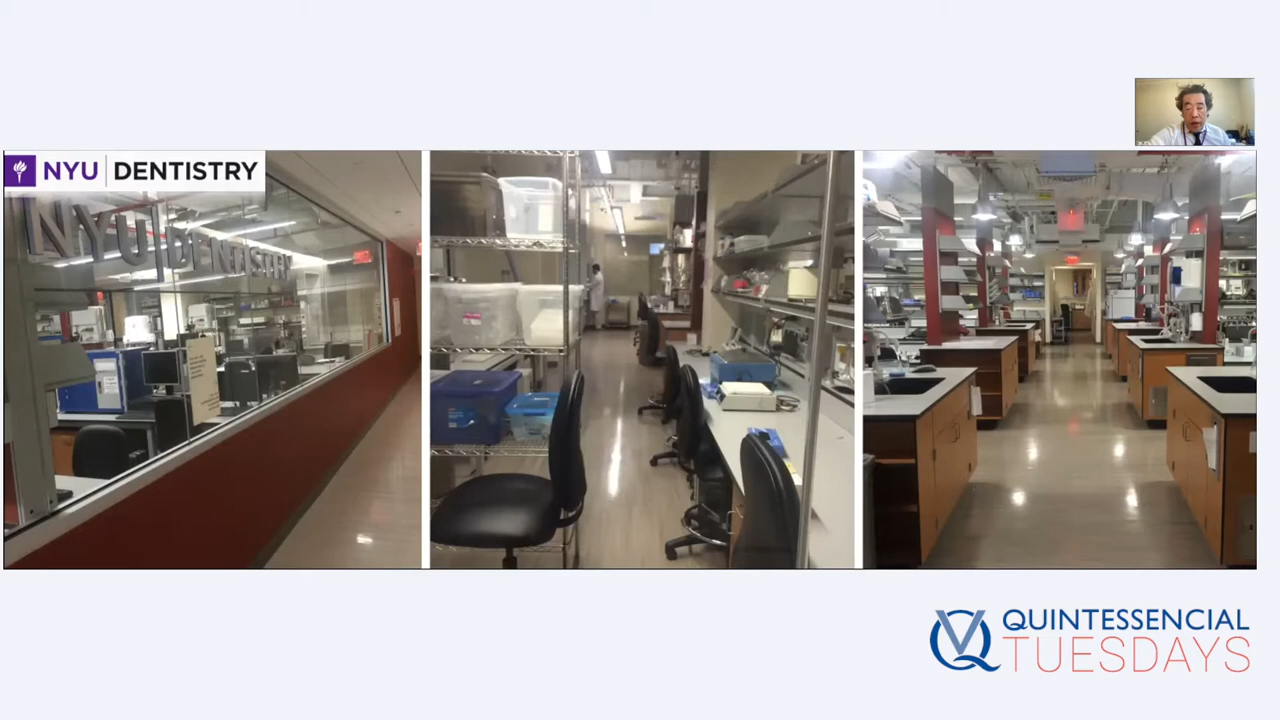 NYU | DENTISTRY
NYU|DENTISTRY
QUINTESSENCIAL
TUESDAYS